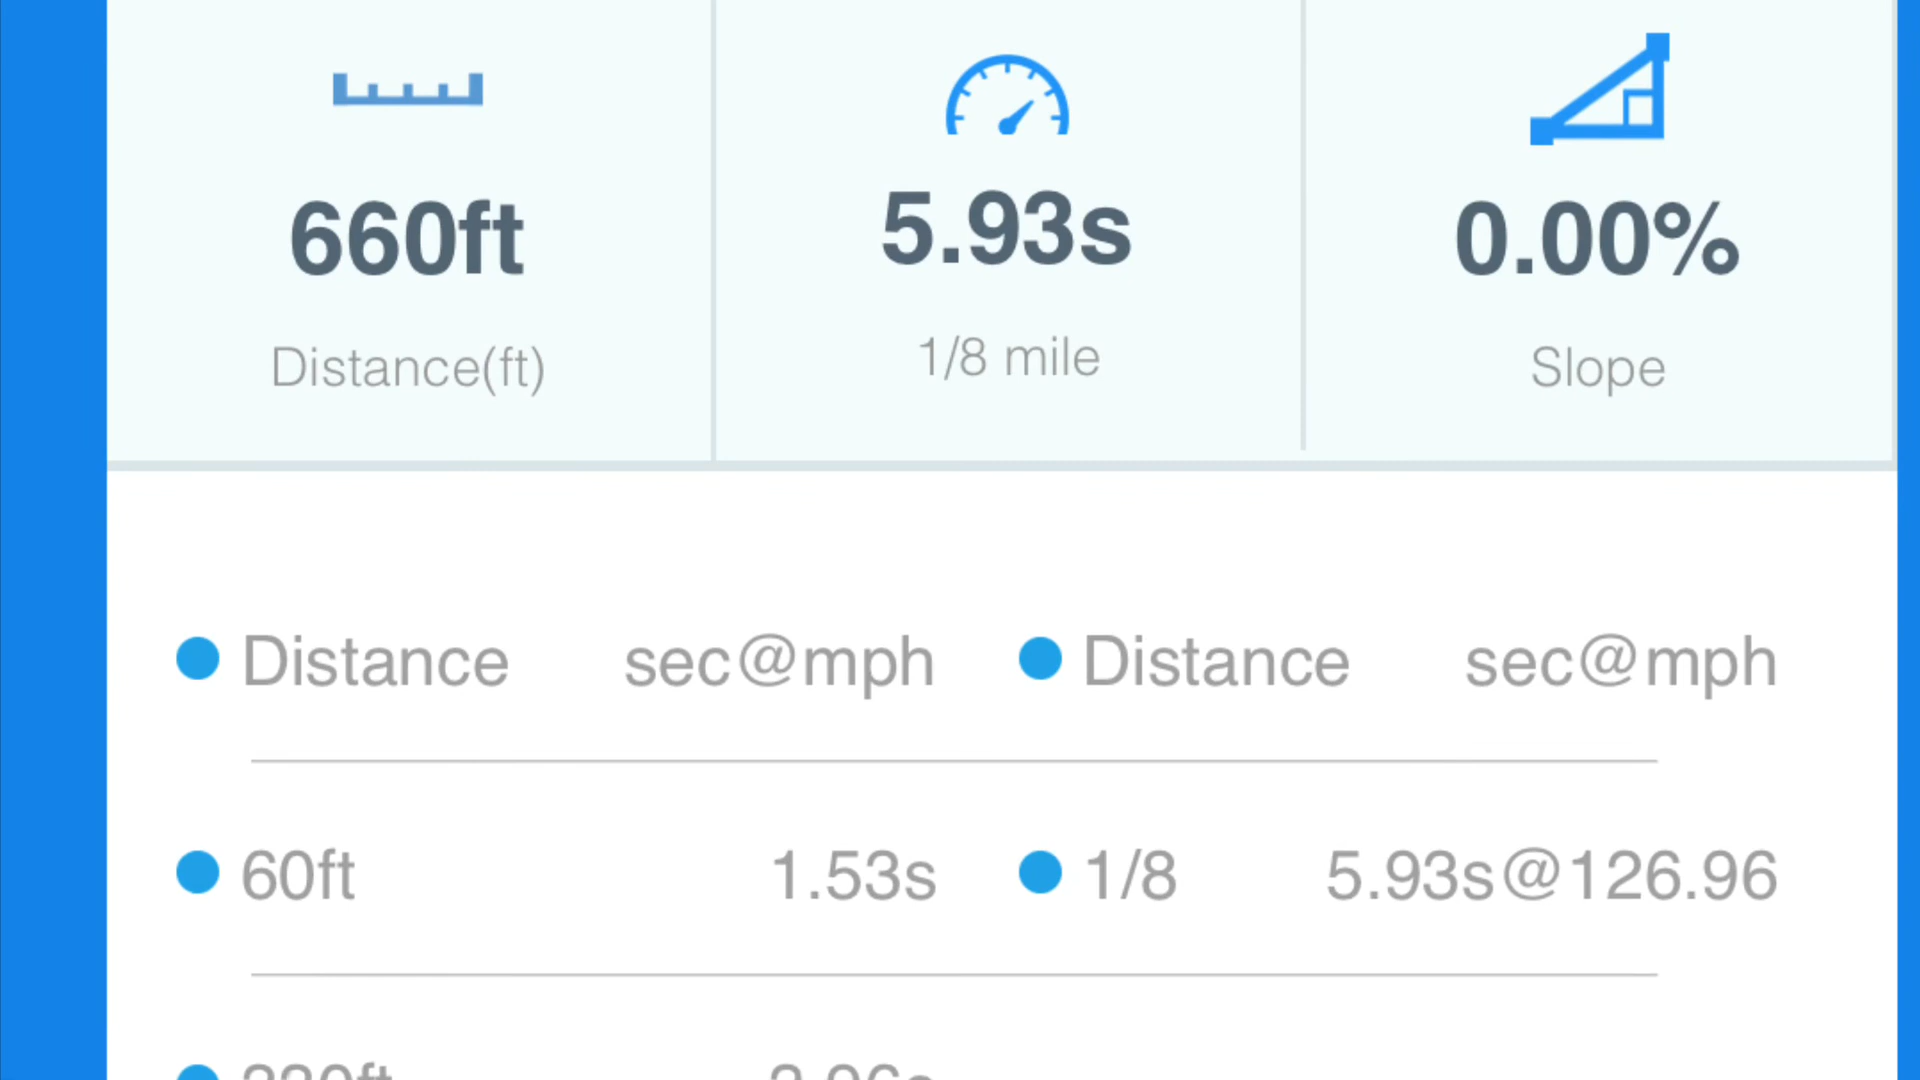 660ft 5.93s 0.00%
Distance(ft) 1/8 mile Slope
Distance sec@mph Distance sec@mph
60ft 1.53s 1/8 5.93s@126.96